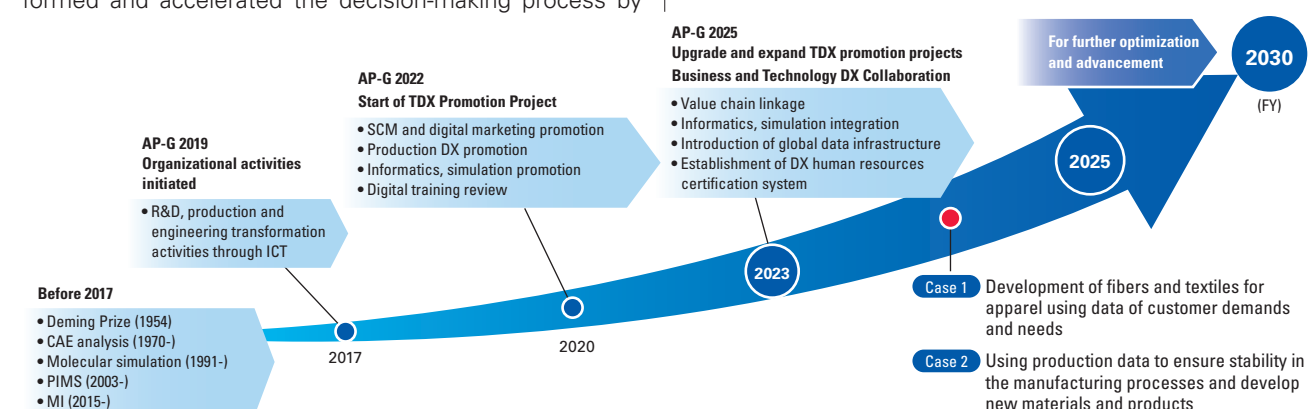 formed and accelerated the decision-making process by
AP-G 2025
Upgrade and expand TDX promotion projects
Business and Technology DX Collaboration
• Value chain linkage
• Informatics, simulation integration
• Introduction of global data infrastructure
• Establishment of DX human resources
certification system
For further optimization
and advancement
2030
(FY)
AP-G 2022
Start of TDX Promotion Project
• SCM and digital marketing promotion
• Production DX promotion
• Informatics, simulation promotion
• Digital training review
AP-G 2019
Organizational activities
initiated
• R&D, production and
engineering transformation
activities through ICT
Before 2017
• Deming Prize (1954)
• CAE analysis (1970-)
• Molecular simulation (1991-)
• PIMS (2003-)
• MI (2015-)
2017
2020
2023
2025
Case 1 Development of fibers and textiles for
apparel using data of customer demands
and needs
Case 2 Using production data to ensure stability in
the manufacturing processes and develop
new materials and products